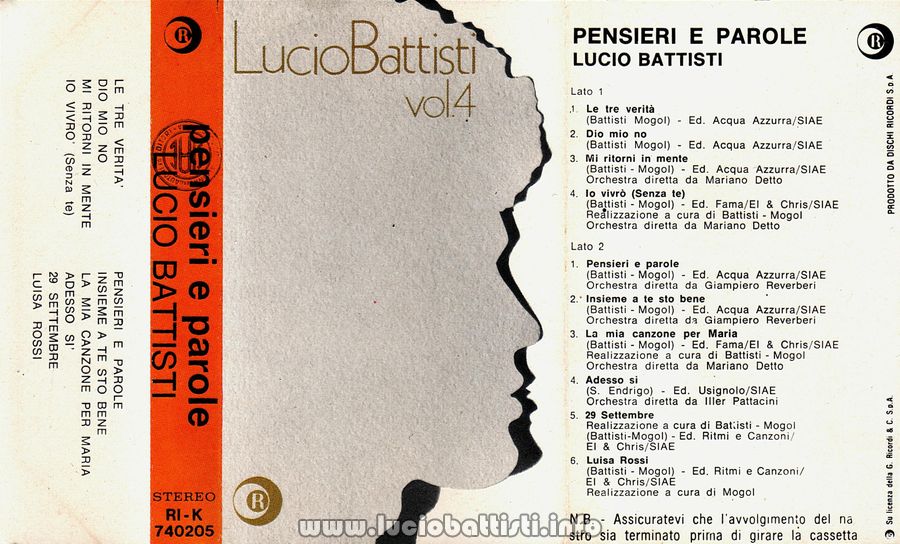 LE TRE VERITA'
DIO MIO NO
MI RITORNI IN MENTE
IO VIVRO' (Senza te)
PENSIERI E PAROLE
INSIEME A TE STO BENE
LA MIA CANZONE PER MARIA
ADESSO SI'
29 SETTEMBRE
LUISA ROSSI
R
pensieri e parole
LUCIO BATTISTI
STEREO
RI-K
740205
LucioBattisti
vol.4
R
www.luciobattisti.info
PENSIERI E PAROLE
LUCIO BATTISTI
R
Lato 1
1. Le tre verità
(Battisti Mogol) - Ed. Acqua Azzurra/SIAE
2. Dio mio no
(Battisti Mogol) - Ed. Acqua Azzurra/SIAE
3. Mi ritorni in mente
(Battisti - Mogol) - Ed. Acqua Azzurra/SIAE
Orchestra diretta da Mariano Detto
4. Io vivrò (Senza te)
(Battisti - Mogol) - Ed. Fama/El & Chris/SIAE
Realizzazione a cura di Battisti - Mogol
Orchestra diretta da Mariano Detto
Lato 2
1. Pensieri e parole
(Battisti - Mogol) - Ed. Acqua Azzurra/SIAE
Orchestra diretta da Giampiero Reverberi
2. Insieme a te sto bene
(Battisti - Mogol) - Ed. Acqua Azzurra/SIAE
Orchestra diretta da Giampiero Reverberi
3. La mia canzone per Maria
(Battisti - Mogol) - Ed. Fama/El & Chris/SIAE
Realizzazione a cura di Battisti - Mogol
Orchestra diretta da Mariano Detto
4. Adesso si
(S. Endrigo) - Ed. Usignolo/SIAE
Orchestra diretta da Iller Pattacini
5. 29 Settembre
Realizzazione a cura di Battisti - Mogol
(Battisti-Mogol) - Ed. Ritmi e Canzoni/
El & Chris/SIAE
6. Luisa Rossi
(Battisti - Mogol) - Ed. Ritmi e Canzoni/
El & Chris/SIAE
Realizzazione a cura di Mogol
N.B. - Assicuratevi che l'avvolgimento del na
stro sia terminato prima di girare la cassetta
PRODOTTO DA DISCHI RICORDI S.p.A.
Su licenza della G. Ricordi & C. S.p.A.